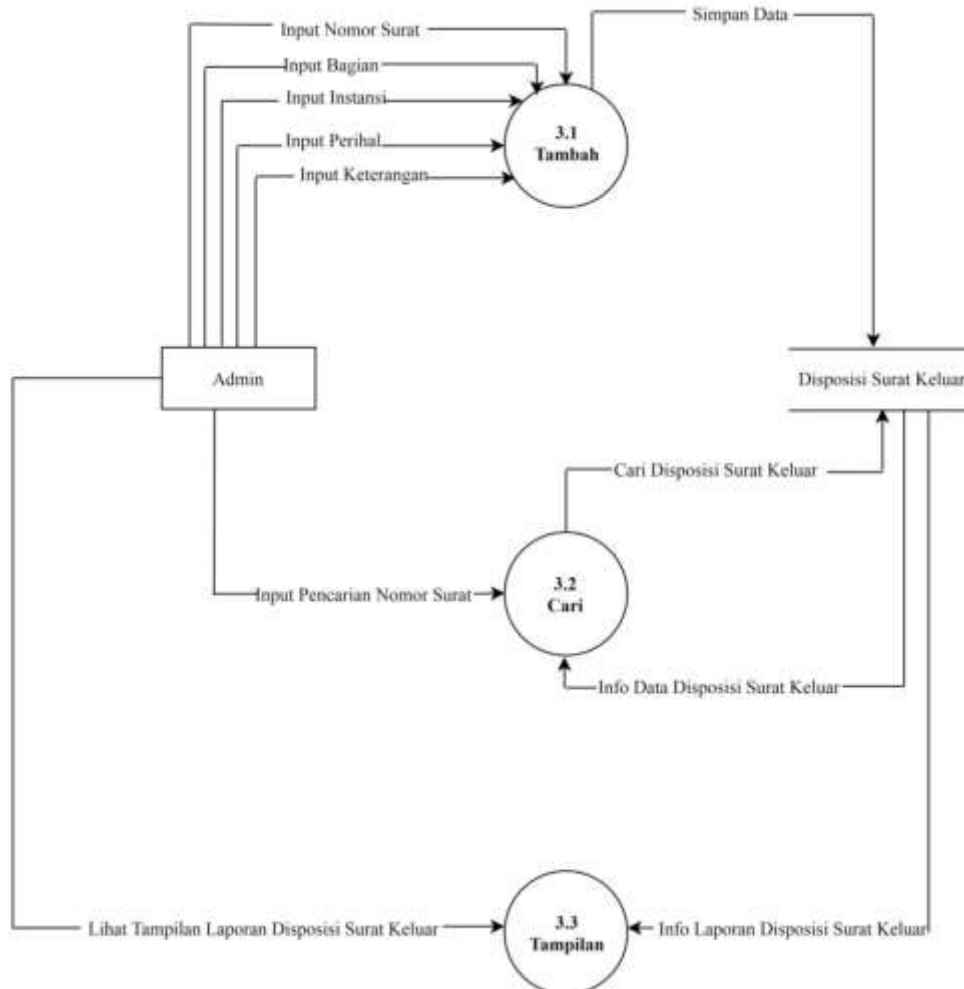 Simpan Data
Input Nomor Surat
Input Bagian
Input Instansi
3.1
Tambah
Input Perihal
Input Keterangan
Admin
Disposisi Surat Keluar
Cari Disposisi Surat Keluar
3.2
Cari
Input Pencarian Nomor Surat
Info Data Disposisi Surat Keluar
3.3
Tampilan
Lihat Tampilan Laporan Disposisi Surat Keluar
Info Laporan Disposisi Surat Keluar